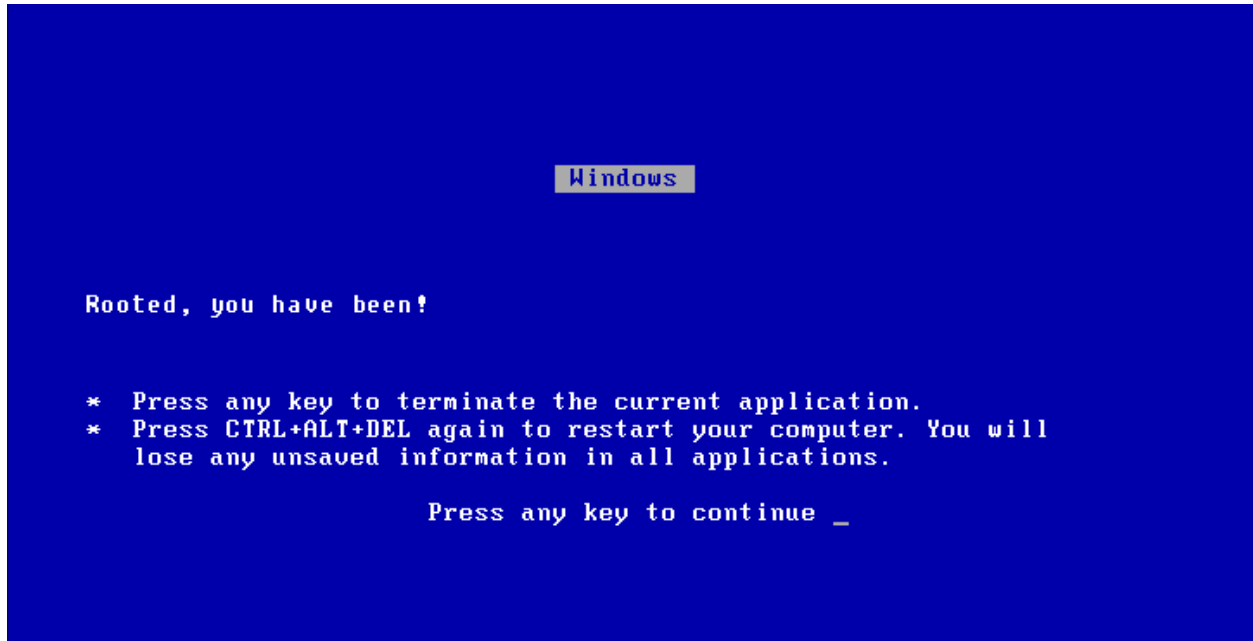 Windows
Rooted, you have been!
* Press any key to terminate the current application.
* Press CTRL+ALT+DEL again to restart your computer. You will
lose any unsaved information in all applications.
Press any key to continue _